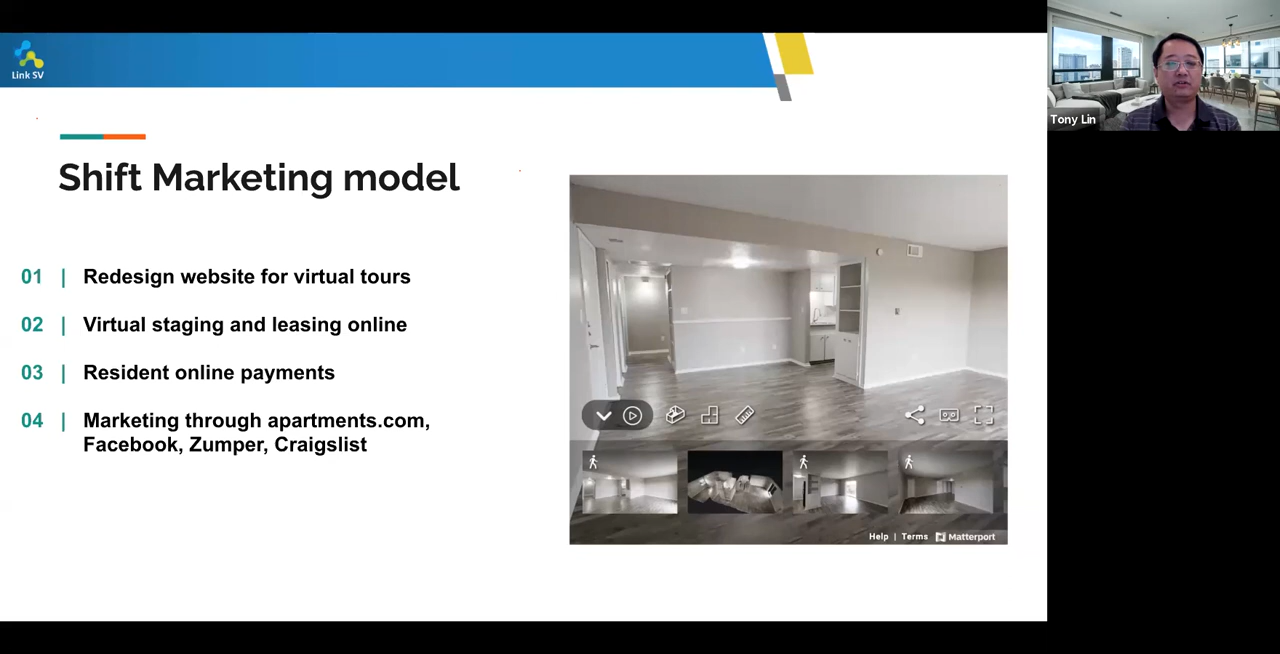 Link SV
Tony Lin
Shift Marketing model
01 | Redesign website for virtual tours
02 | Virtual staging and leasing online
03 | Resident online payments
04 | Marketing through apartments.com,
Facebook, Zumper, Craigslist
Help | Terms Matterport